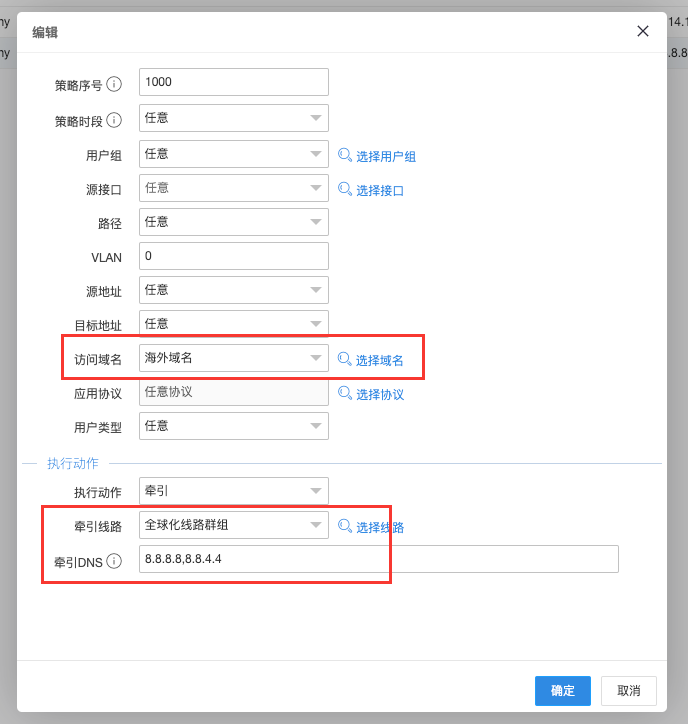 ny
14.1
编辑
ny
.8.8
策略序号 1000
策略时段 任意
用户组 任意 选择用户组
源接口 任意 选择接口
路径 任意
VLAN 0
源地址 任意
目标地址 任意
访问域名 海外域名 选择域名
应用协议 任意协议 选择协议
用户类型 任意
执行动作
执行动作 牵引
牵引线路 全球化线路群组 选择线路
牵引DNS 8.8.8.8,8.8.4.4
确定 取消